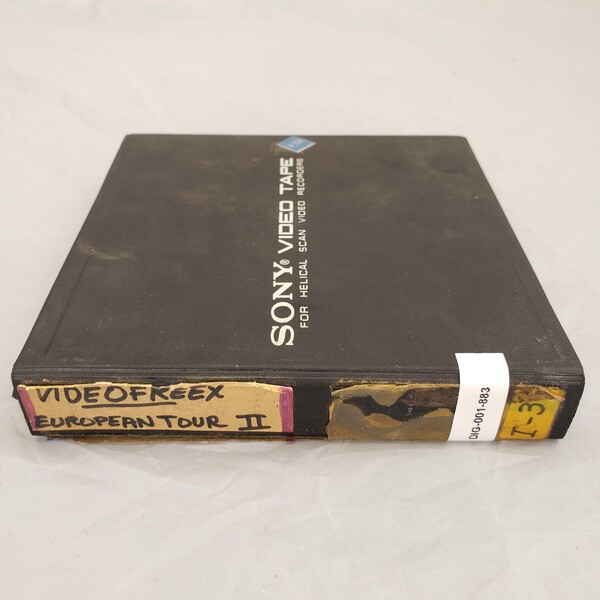 SONY® VIDEO TAPE
FOR HELICAL SCAN VIDEO RECORDERS
VIDEOFREEX
EUROPEAN TOUR II
DIG-001-883
I-3